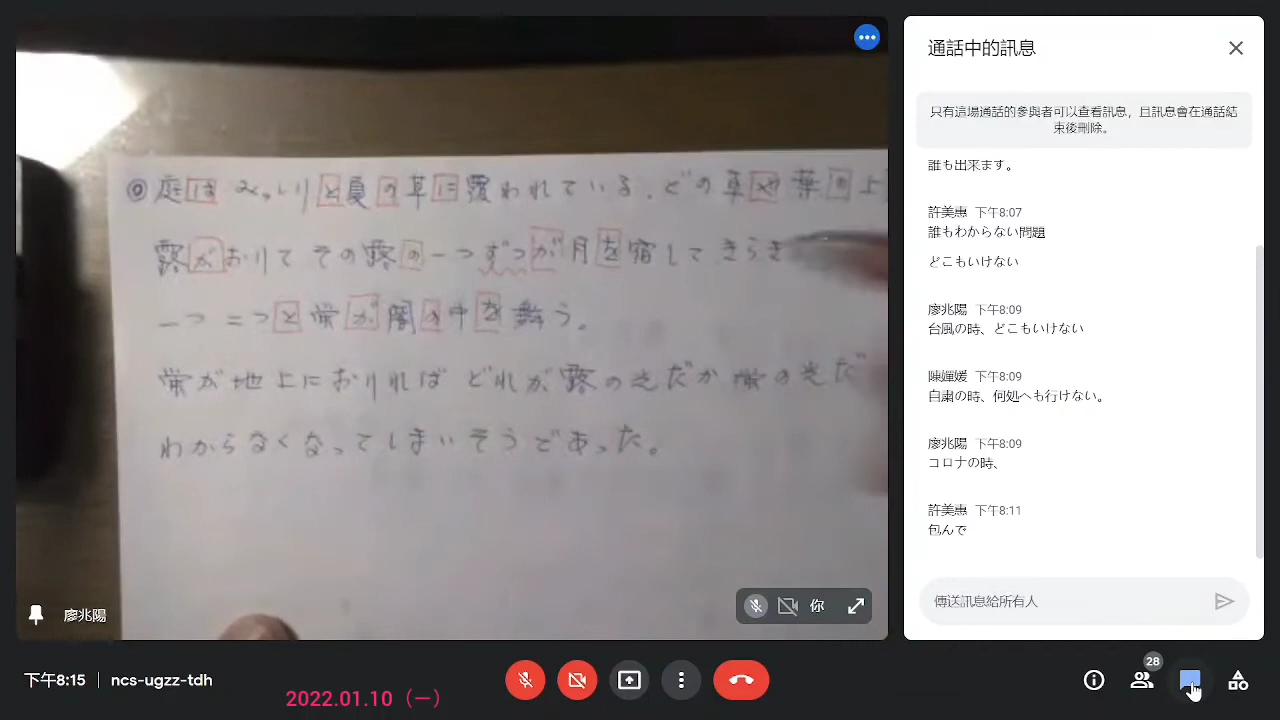 ◎庭はみっしりと夏の草に覆われている。どの草や葉の上
露がおりてその露の一つずつが月を宿してきらき
一つ二つと蛍が闇の中を舞う。
蛍が地上におりればどれが露の光だか蛍の光だ
わからなくなってしまいそうであった。
廖兆陽
你
通話中的訊息
只有這場通話的參與者可以查看訊息，且訊息會在通話結
束後刪除。
誰も出来ます。
許美惠 下午8:07
誰もわからない問題
どこもいけない
廖兆陽 下午8:09
台風の時、どこもいけない
陳嬋媛 下午8:09
自粛の時、何処へも行けない。
廖兆陽 下午8:09
コロナの時、
許美惠 下午8:11
包んで
傳送訊息給所有人
下午8:15 | ncs-ugzz-tdh
2022.01.10（一）
28